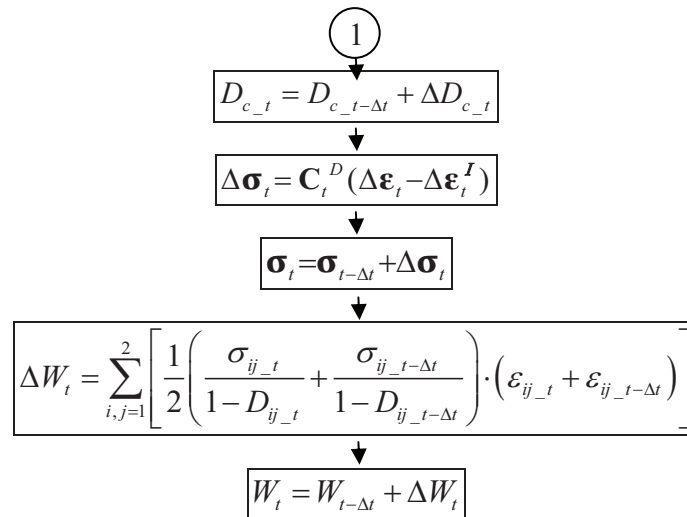 1
D_{c_t} = D_{c_t-Δt} + ΔD_{c_t}
Δσ_t = C_t^D (Δε_t − Δε_t^I)
σ_t = σ_{t-Δt} + Δσ_t
ΔW_t = ∑_{i,j=1}^{2} [ 1/2 ( σ_{ij_t} / (1 − D_{ij_t}) + σ_{ij_t-Δt} / (1 − D_{ij_t-Δt}) ) · ( ε_{ij_t} + ε_{ij_t-Δt} ) ]
W_t = W_{t-Δt} + ΔW_t